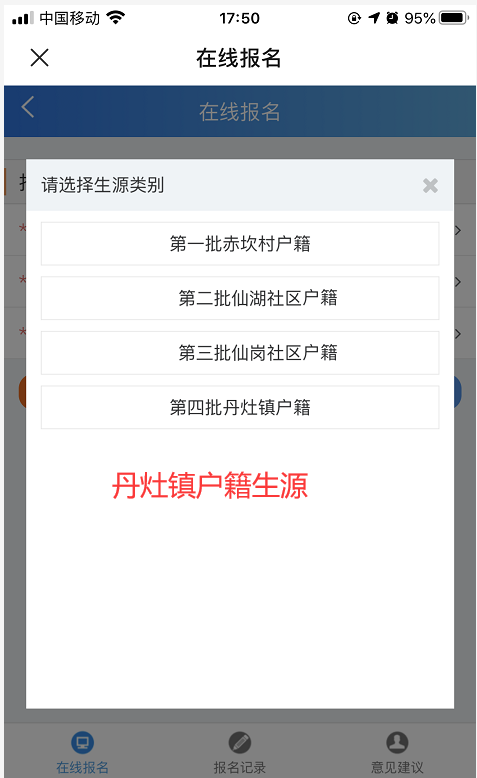 中国移动 17:50 95%
在线报名
在线报名
请选择生源类别
第一批赤坎村户籍
第二批仙湖社区户籍
第三批仙岗社区户籍
第四批丹灶镇户籍
丹灶镇户籍生源
在线报名 报名记录 意见建议